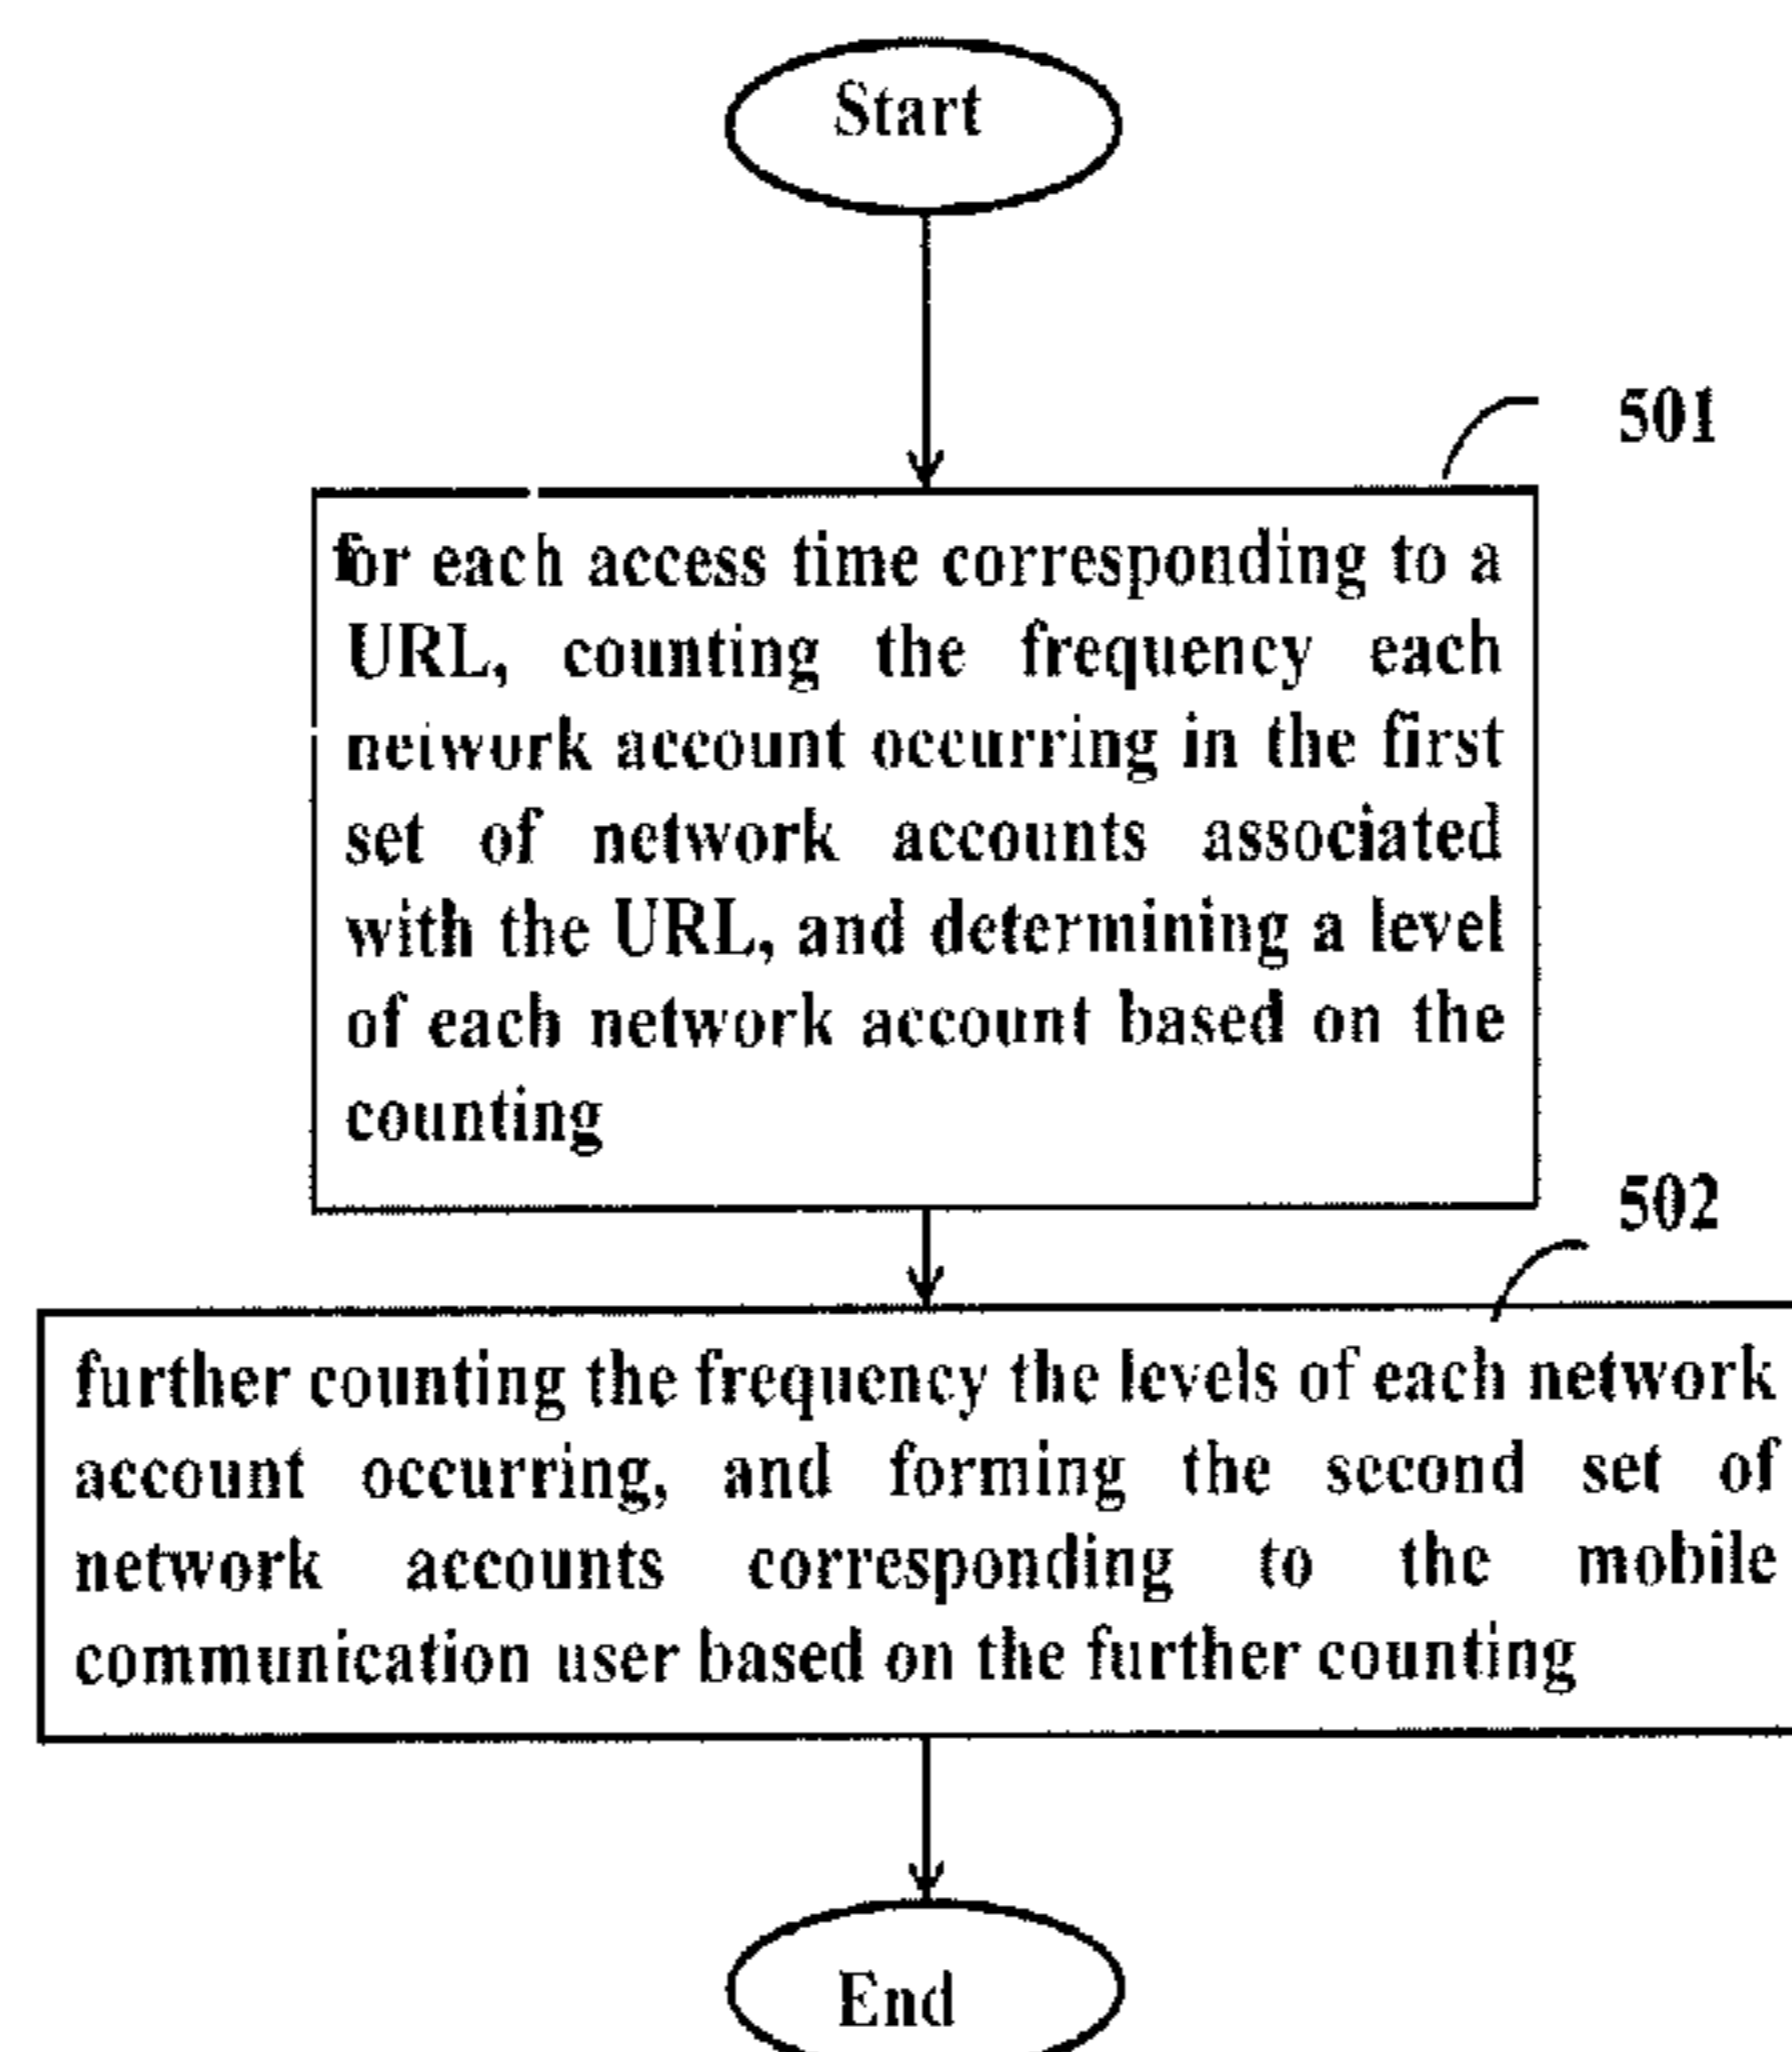 Start
501
for each access time corresponding to a
URL, counting the frequency each
network account occurring in the first
set of network accounts associated
with the URL, and determining a level
of each network account based on the
counting
502
further counting the frequency the levels of each network
account occurring, and forming the second set of
network accounts corresponding to the mobile
communication user based on the further counting
End